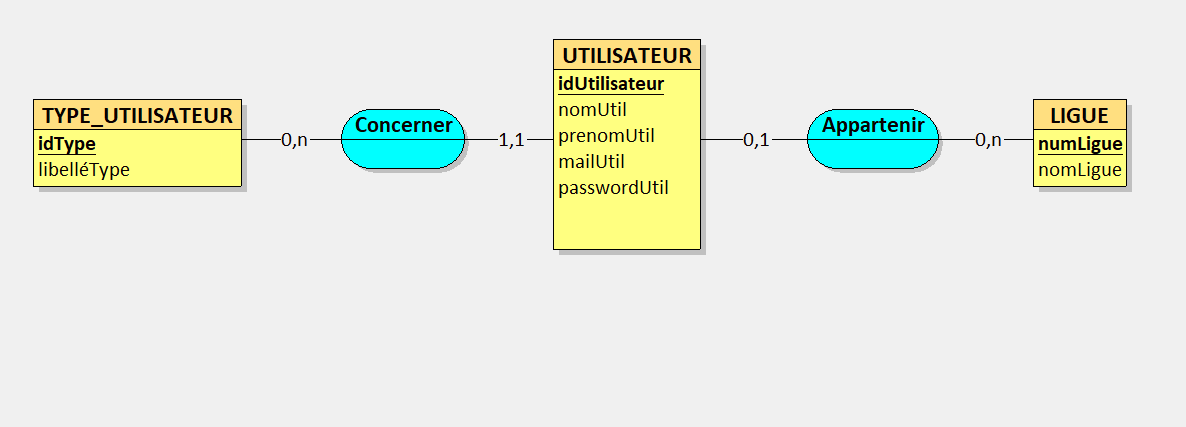 TYPE_UTILISATEUR
idType
libelléType
0,n
Concerner
1,1
UTILISATEUR
idUtilisateur
nomUtil
prenomUtil
mailUtil
passwordUtil
0,1
Appartenir
0,n
LIGUE
numLigue
nomLigue